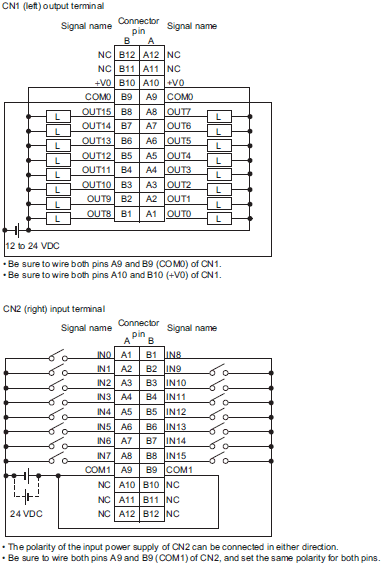 CN1 (left) output terminal
Signal name Connector pin Signal name
B A
NC B12 A12 NC
NC B11 A11 NC
+V0 B10 A10 +V0
COM0 B9 A9 COM0
L OUT15 B8 A8 OUT7 L
L OUT14 B7 A7 OUT6 L
L OUT13 B6 A6 OUT5 L
L OUT12 B5 A5 OUT4 L
L OUT11 B4 A4 OUT3 L
L OUT10 B3 A3 OUT2 L
L OUT9 B2 A2 OUT1 L
L OUT8 B1 A1 OUT0 L
12 to 24 VDC
• Be sure to wire both pins A9 and B9 (COM0) of CN1.
• Be sure to wire both pins A10 and B10 (+V0) of CN1.
CN2 (right) input terminal
Signal name Connector pin Signal name
A B
IN0 A1 B1 IN8
IN1 A2 B2 IN9
IN2 A3 B3 IN10
IN3 A4 B4 IN11
IN4 A5 B5 IN12
IN5 A6 B6 IN13
IN6 A7 B7 IN14
IN7 A8 B8 IN15
COM1 A9 B9 COM1
NC A10 B10 NC
NC A11 B11 NC
NC A12 B12 NC
24 VDC
• The polarity of the input power supply of CN2 can be connected in either direction.
• Be sure to wire both pins A9 and B9 (COM1) of CN2, and set the same polarity for both pins.